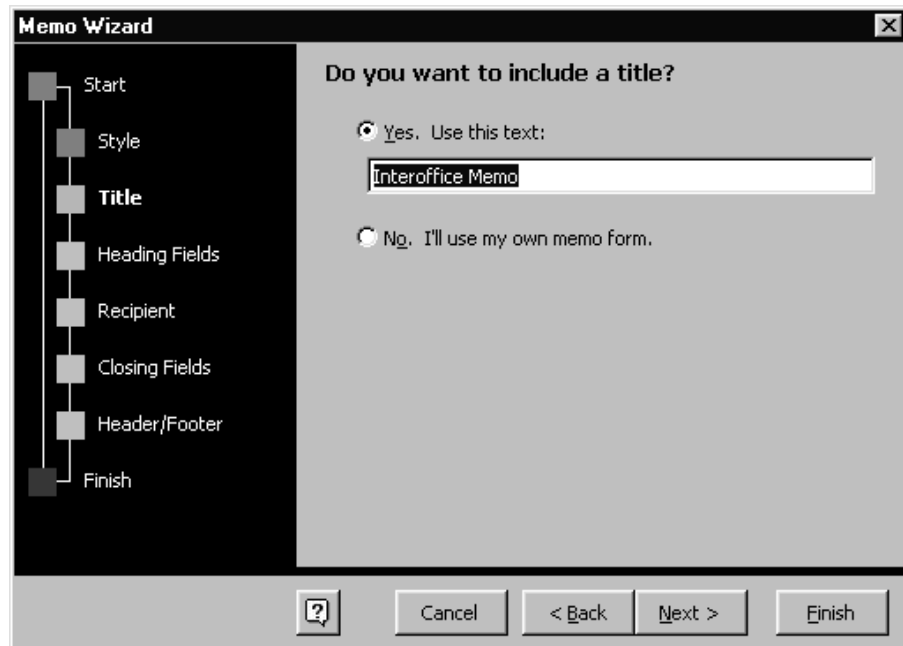 Memo Wizard
Start
Style
Title
Heading Fields
Recipient
Closing Fields
Header/Footer
Finish
Do you want to include a title?
Yes. Use this text:
Interoffice Memo
No. I'll use my own memo form.
?
Cancel
< Back
Next >
Finish